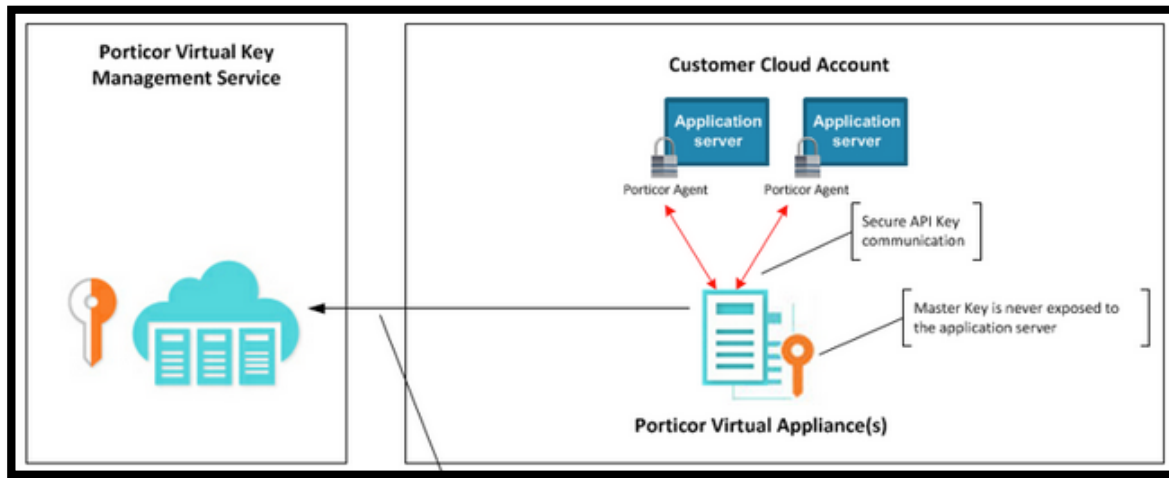 Porticor Virtual Key
Management Service
Customer Cloud Account
Application
server
Application
server
Porticor Agent
Porticor Agent
Secure API Key
communication
Master Key is never exposed to
the application server
Porticor Virtual Appliance(s)